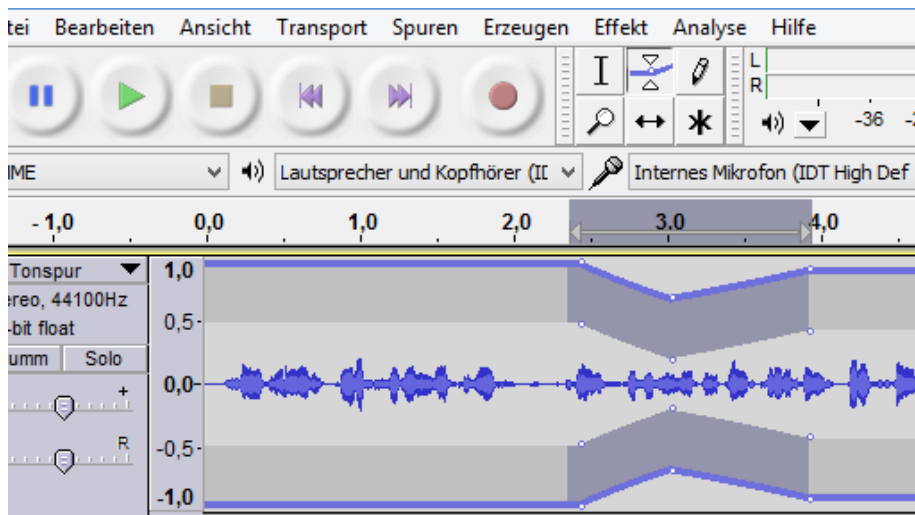 tei Bearbeiten Ansicht Transport Spuren Erzeugen Effekt Analyse Hilfe
L
R
-36 -2
ME Lautsprecher und Kopfhörer (II Internes Mikrofon (IDT High Def
- 1,0 0,0 1,0 2,0 3.0 4,0
Tonspur
ereo, 44100Hz
-bit float
umm Solo
+
R
1,0
0,5-
0,0-
-0,5-
-1,0